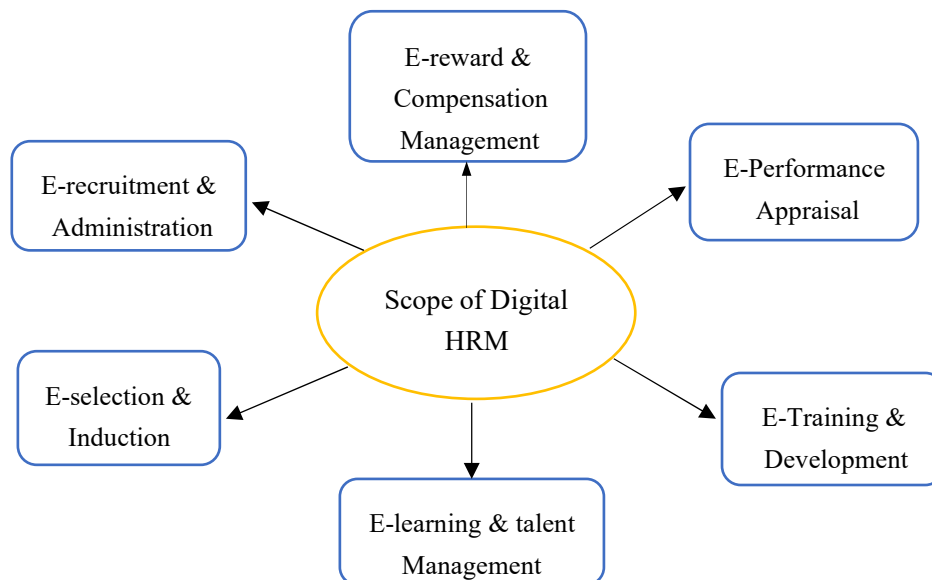 E-reward &
Compensation
Management
E-Performance
Appraisal
E-recruitment &
Administration
Scope of Digital
HRM
E-selection &
Induction
E-Training &
Development
E-learning & talent
Management